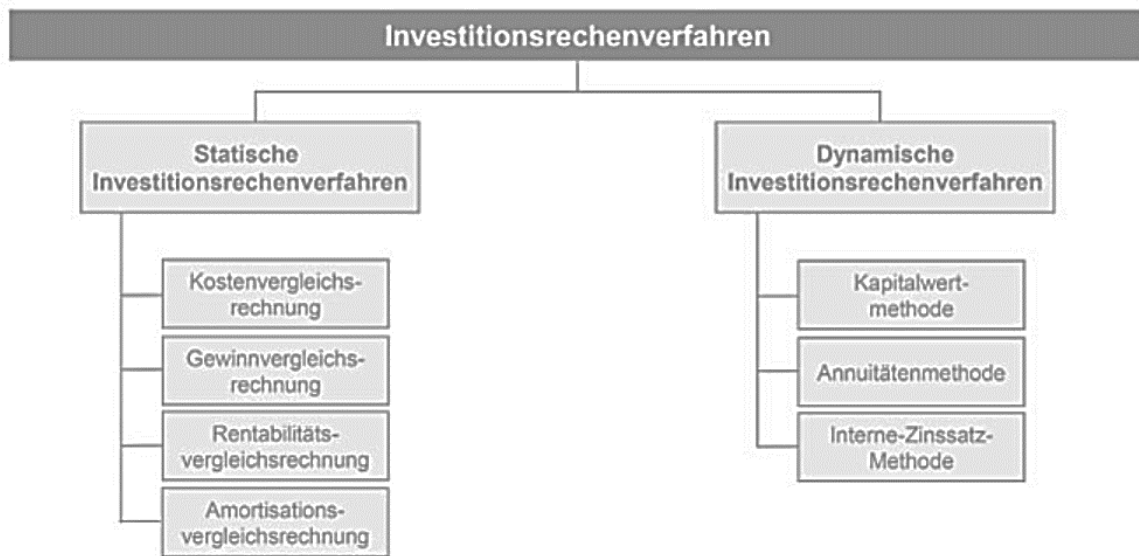 Investitionsrechenverfahren
Statische
Investitionsrechenverfahren
Kostenvergleichs-
rechnung
Gewinnvergleichs-
rechnung
Rentabilitäts-
vergleichsrechnung
Amortisations-
vergleichsrechnung
Dynamische
Investitionsrechenverfahren
Kapitalwert-
methode
Annuitätenmethode
Interne-Zinssatz-
Methode